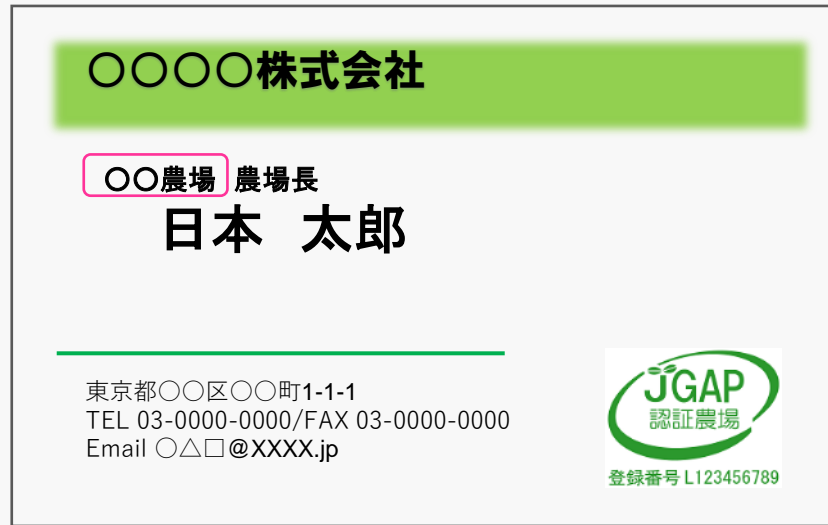 〇〇〇〇株式会社
〇〇農場 農場長
日本 太郎
東京都〇〇区〇〇町1-1-1
TEL 03-0000-0000/FAX 03-0000-0000
Email 〇△□@XXXX.jp
JGAP
認証農場
登録番号 L123456789